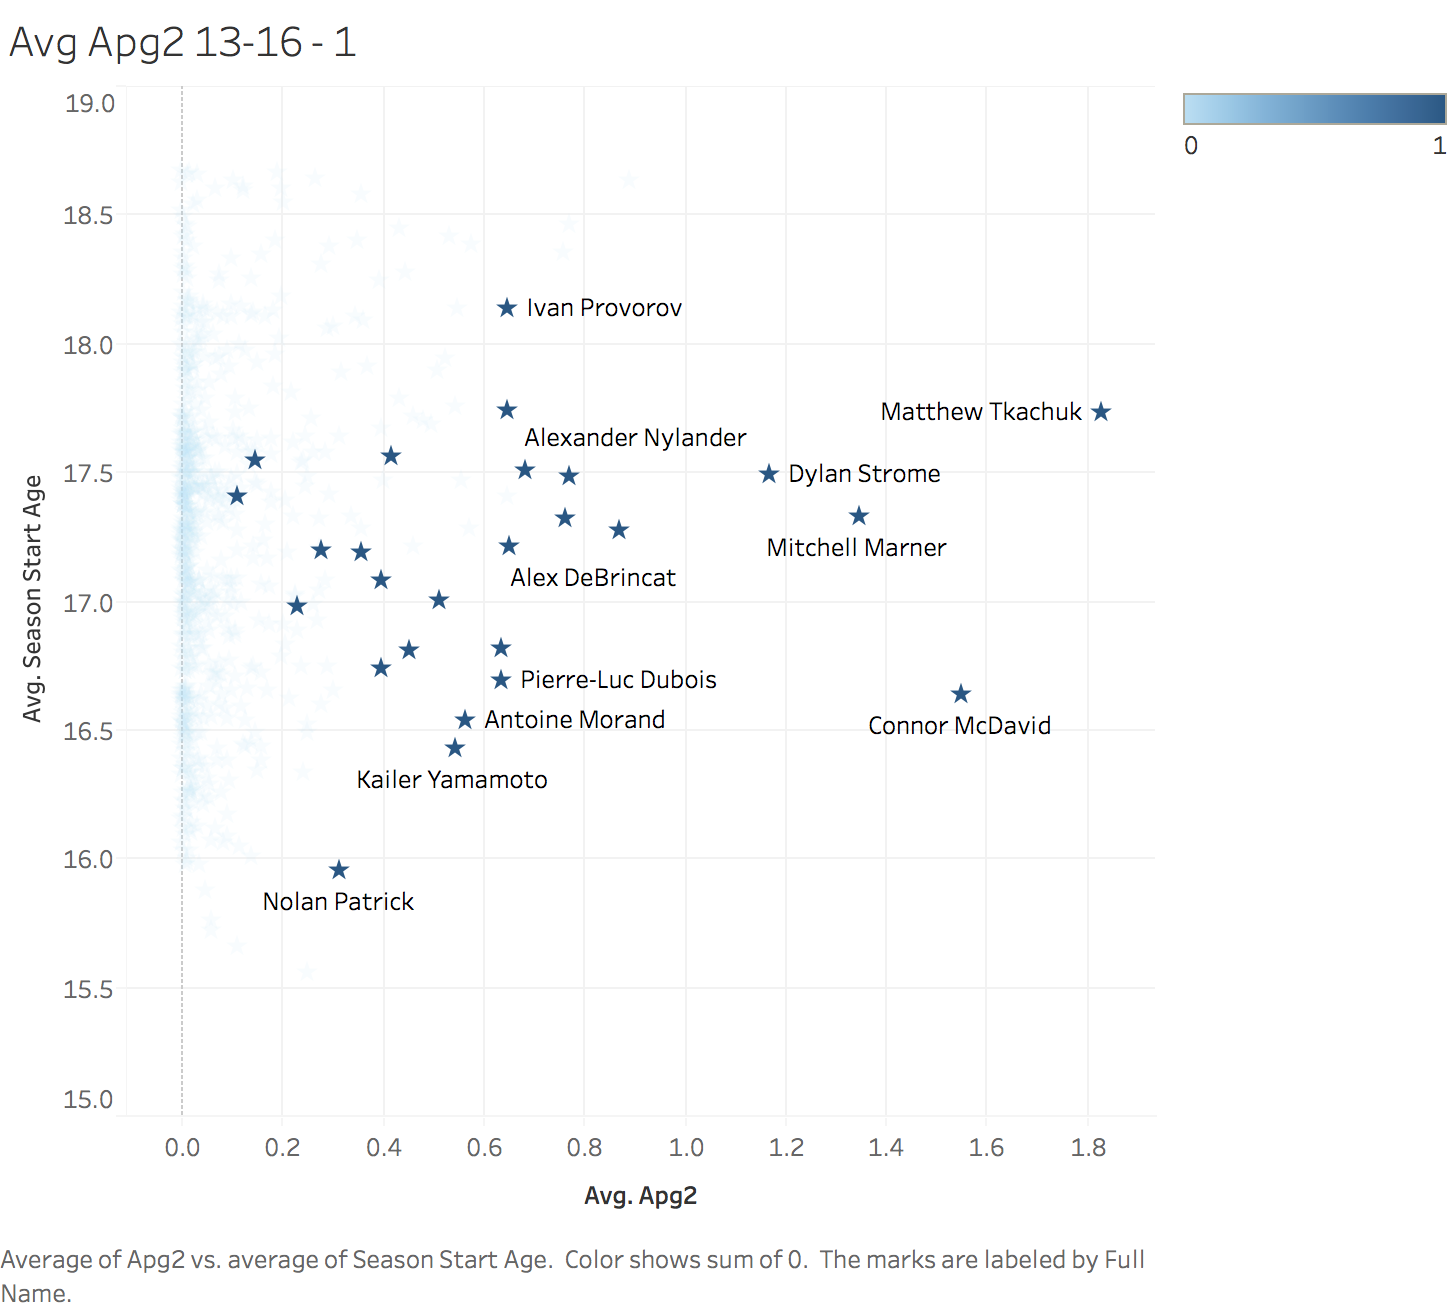 Avg Apg2 13-16 - 1
19.0
0
1
18.5
Ivan Provorov
18.0
Matthew Tkachuk
Alexander Nylander
17.5
Dylan Strome
Mitchell Marner
Alex DeBrincat
17.0
Pierre-Luc Dubois
Antoine Morand
Connor McDavid
16.5
Kailer Yamamoto
16.0
Nolan Patrick
15.5
15.0
Avg. Season Start Age
0.0 0.2 0.4 0.6 0.8 1.0 1.2 1.4 1.6 1.8
Avg. Apg2
Average of Apg2 vs. average of Season Start Age. Color shows sum of 0. The marks are labeled by Full
Name.